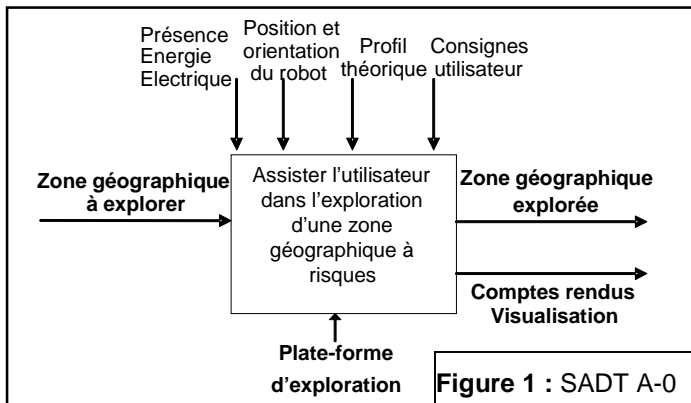 Présence
Energie
Electrique
Position et
orientation
du robot
Profil
théorique
Consignes
utilisateur
Zone géographique
à explorer
Assister l'utilisateur
dans l'exploration
d'une zone
géographique à
risques
Zone géographique
explorée
Comptes rendus
Visualisation
Plate-forme
d'exploration
Figure 1 : SADT A-0